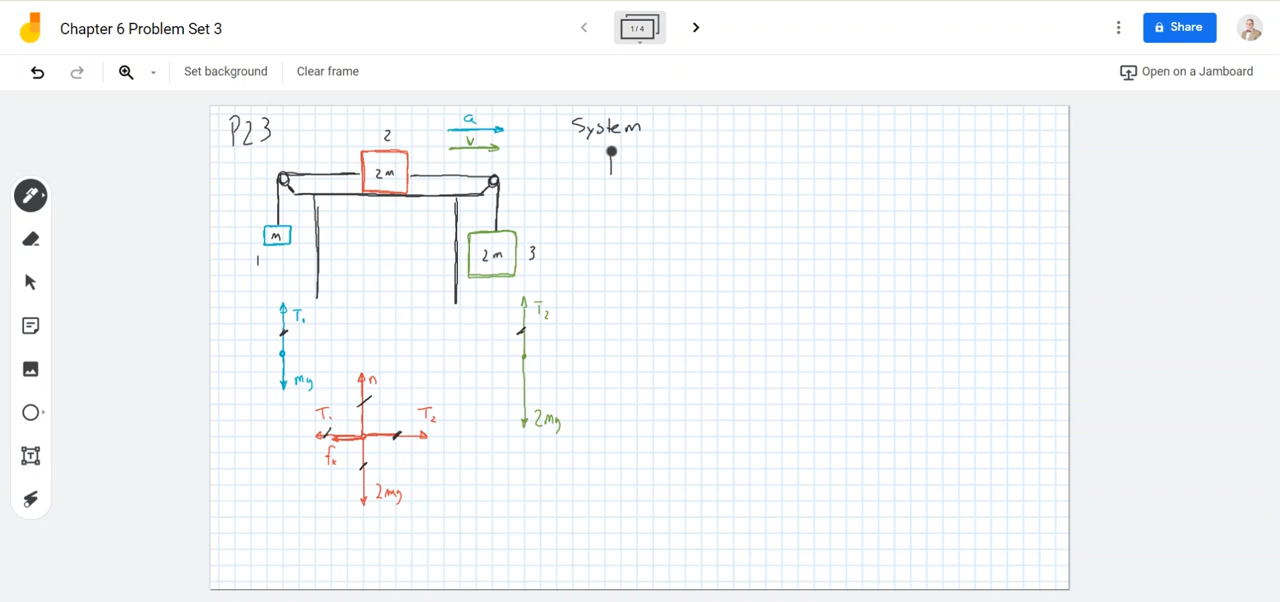 Chapter 6 Problem Set 3
1/4
Share
Set background
Clear frame
Open on a Jamboard
P23
2
a
v
System
2m
m
1
2m
3
T₁
mg
T₂
2mg
n
T₁
T₂
fₖ
2mg